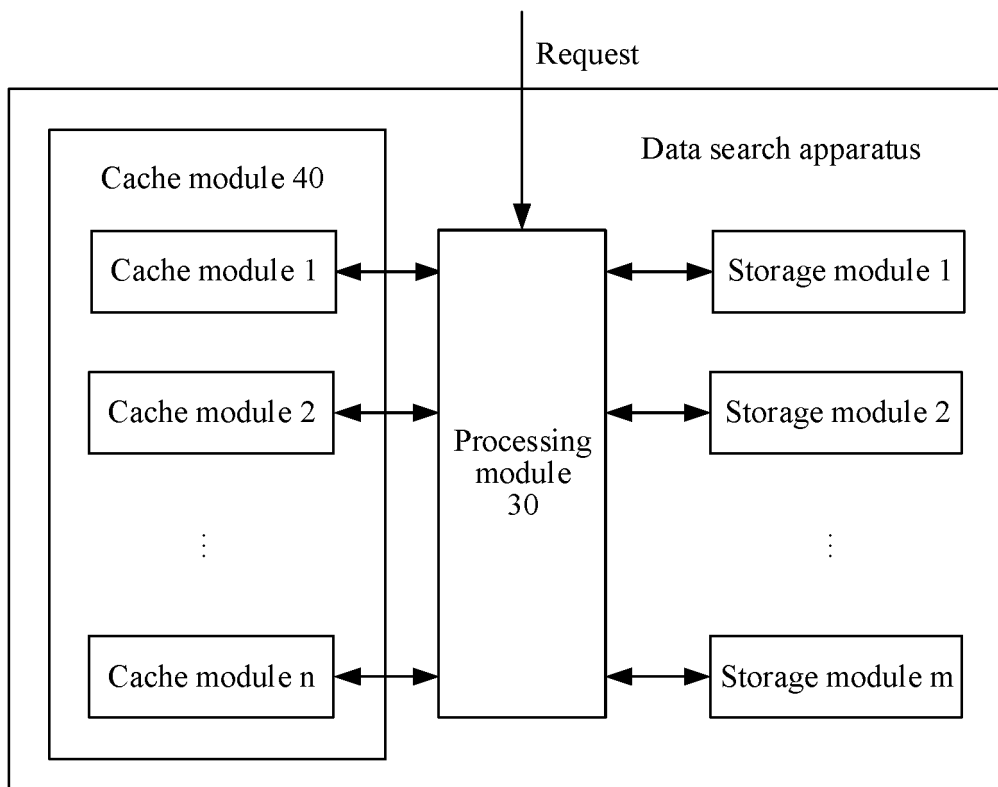 Request
Data search apparatus
Cache module 40
Cache module 1
Storage module 1
Cache module 2
Storage module 2
Processing
module
30
⋮
⋮
Cache module n
Storage module m